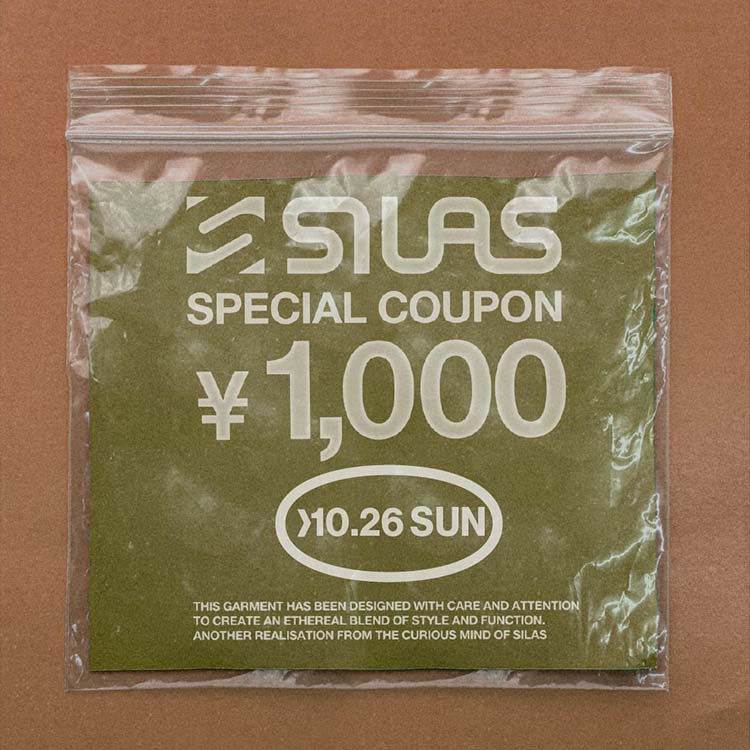 SILAS
SPECIAL COUPON
¥1,000
❭10.26 SUN
THIS GARMENT HAS BEEN DESIGNED WITH CARE AND ATTENTION
TO CREATE AN ETHEREAL BLEND OF STYLE AND FUNCTION.
ANOTHER REALISATION FROM THE CURIOUS MIND OF SILAS